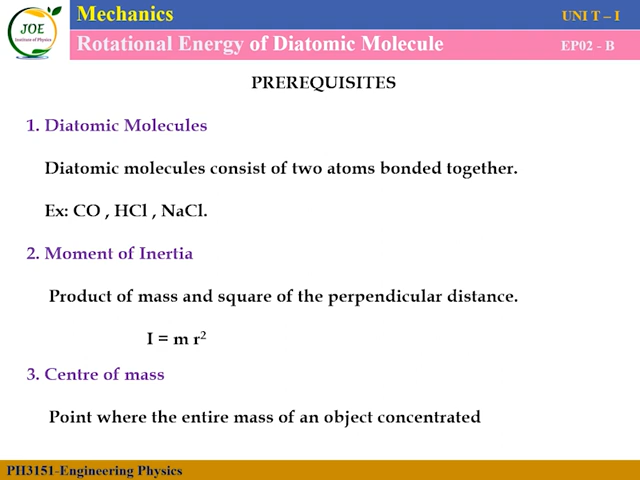 JOE
Institute of Physics
Mechanics
UNI T – I
Rotational Energy of Diatomic Molecule
EP02 - B
PREREQUISITES
1. Diatomic Molecules
Diatomic molecules consist of two atoms bonded together.
Ex: CO , HCl , NaCl.
2. Moment of Inertia
Product of mass and square of the perpendicular distance.
I = m r²
3. Centre of mass
Point where the entire mass of an object concentrated
PH3151-Engineering Physics